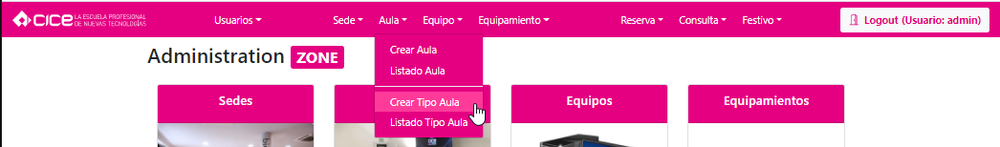 CICE LA ESCUELA PROFESIONAL
DE NUEVAS TECNOLOGÍAS
Usuarios
Sede
Aula
Equipo
Equipamiento
Reserva
Consulta
Festivo
Logout (Usuario: admin)
Crear Aula
Listado Aula
Crear Tipo Aula
Listado Tipo Aula
Administration ZONE
Sedes
Equipos
Equipamientos